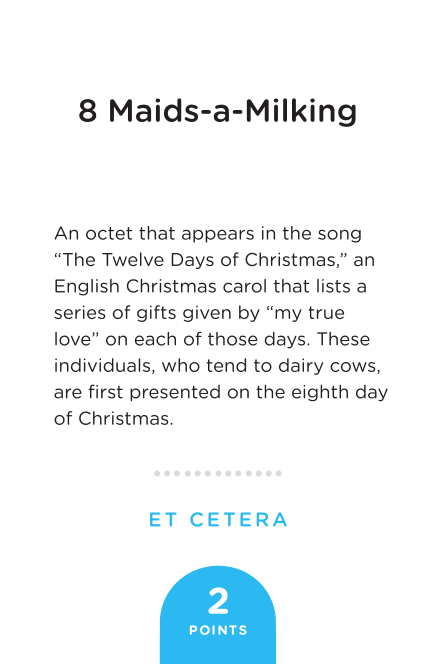 8 Maids-a-Milking
An octet that appears in the song
“The Twelve Days of Christmas,” an
English Christmas carol that lists a
series of gifts given by “my true
love” on each of those days. These
individuals, who tend to dairy cows,
are first presented on the eighth day
of Christmas.
ET CETERA
2
POINTS